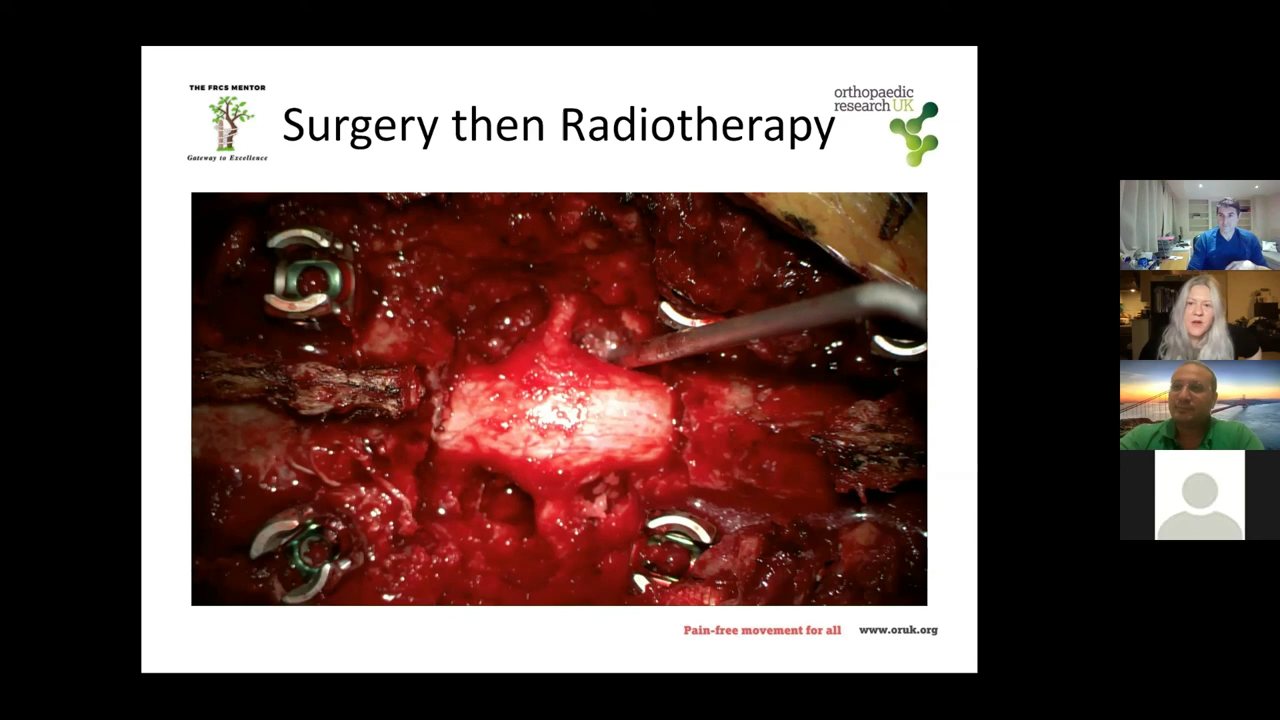 THE FRCS MENTOR
Gateway to Excellence
Surgery then Radiotherapy
orthopaedic
research UK
Pain-free movement for all
www.oruk.org